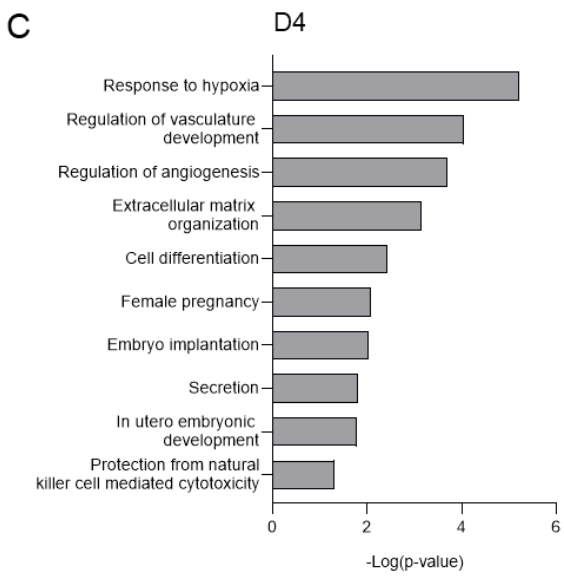 C
D4
Response to hypoxia
Regulation of vasculature
development
Regulation of angiogenesis
Extracellular matrix
organization
Cell differentiation
Female pregnancy
Embryo implantation
Secretion
In utero embryonic
development
Protection from natural
killer cell mediated cytotoxicity
0 2 4 6
-Log(p-value)